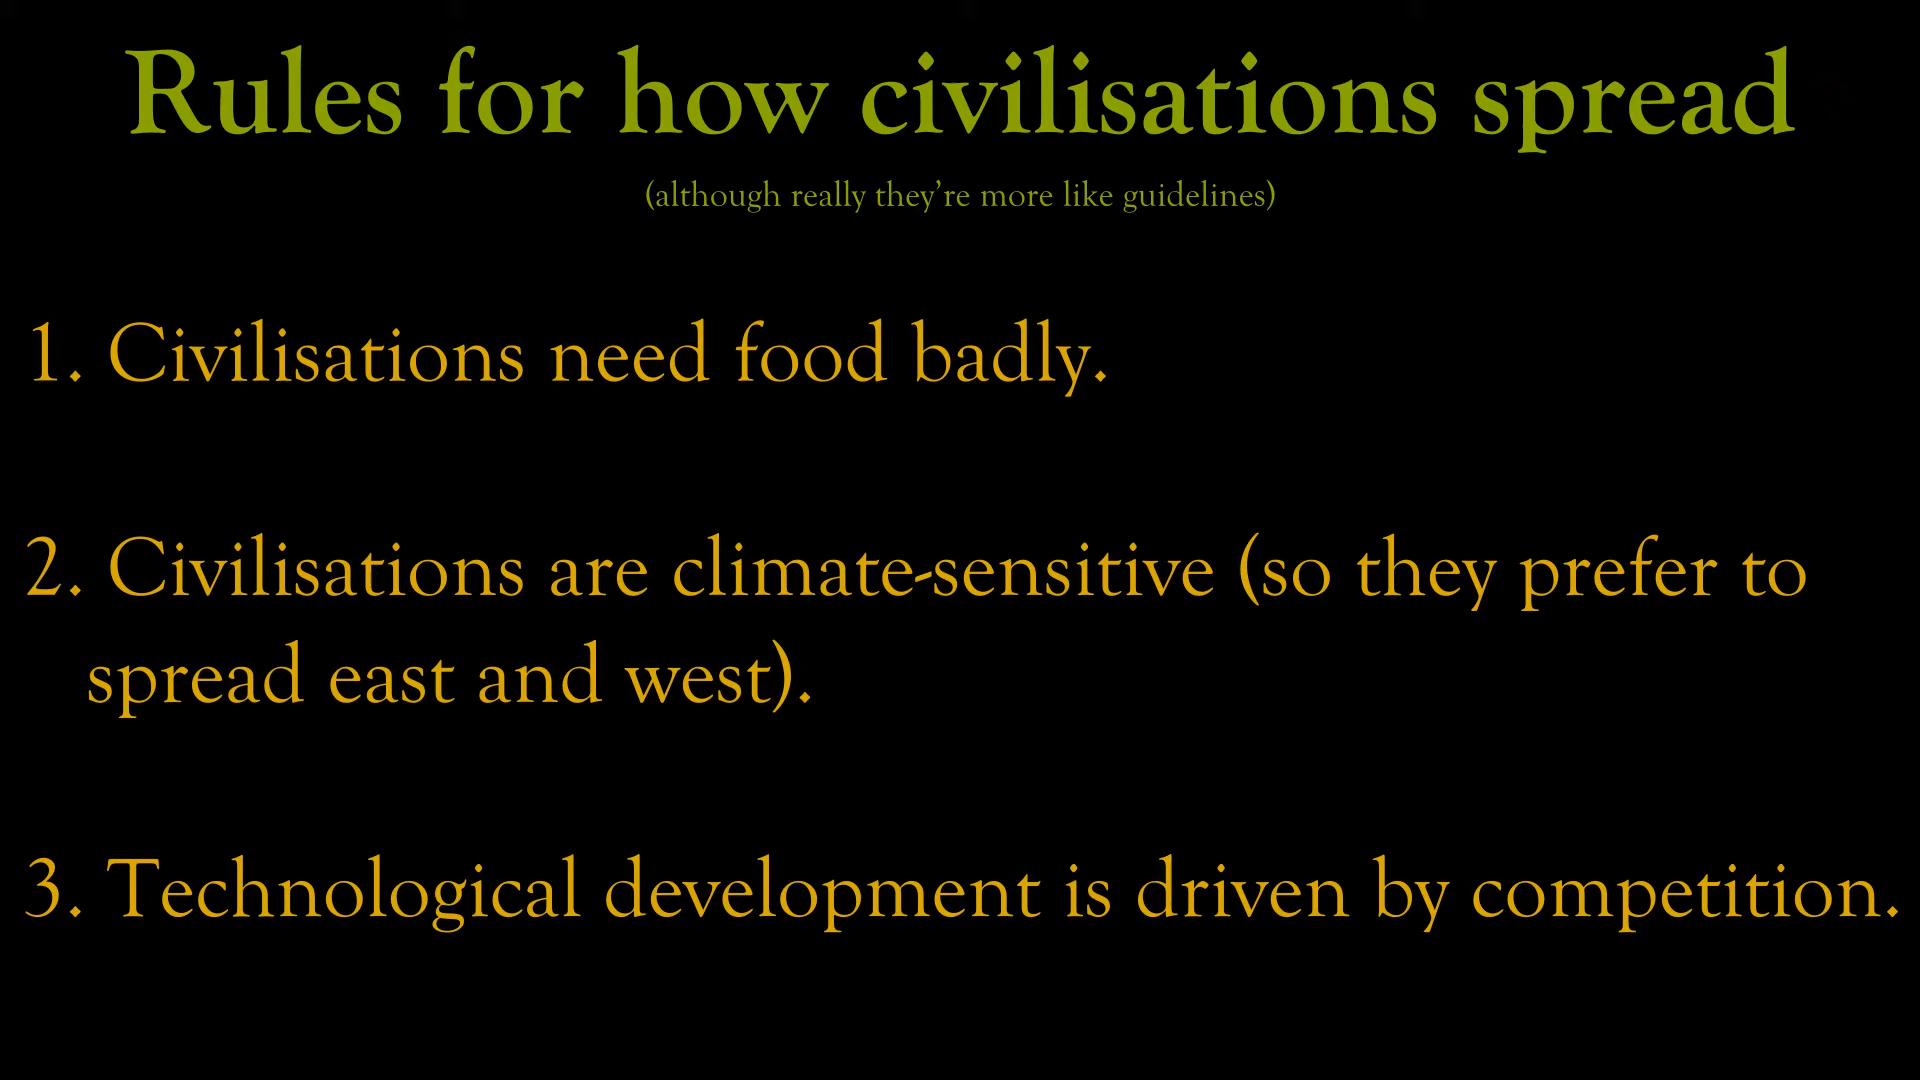 Rules for how civilisations spread
(although really they're more like guidelines)
1. Civilisations need food badly.
2. Civilisations are climate-sensitive (so they prefer to
spread east and west).
3. Technological development is driven by competition.